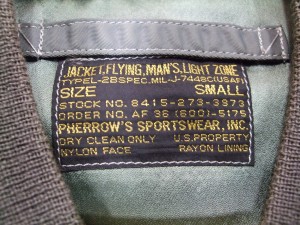 JACKET, FLYING, MAN'S, LIGHT ZONE
TYPE L-2B SPEC. MIL-J-7448C (USAF)
SIZE SMALL
STOCK NO. 8415-273-3973
ORDER NO. AF 36 (600)-5175
PHERROW'S SPORTSWEAR, INC.
DRY CLEAN ONLY U.S. PROPERTY
NYLON FACE RAYON LINING